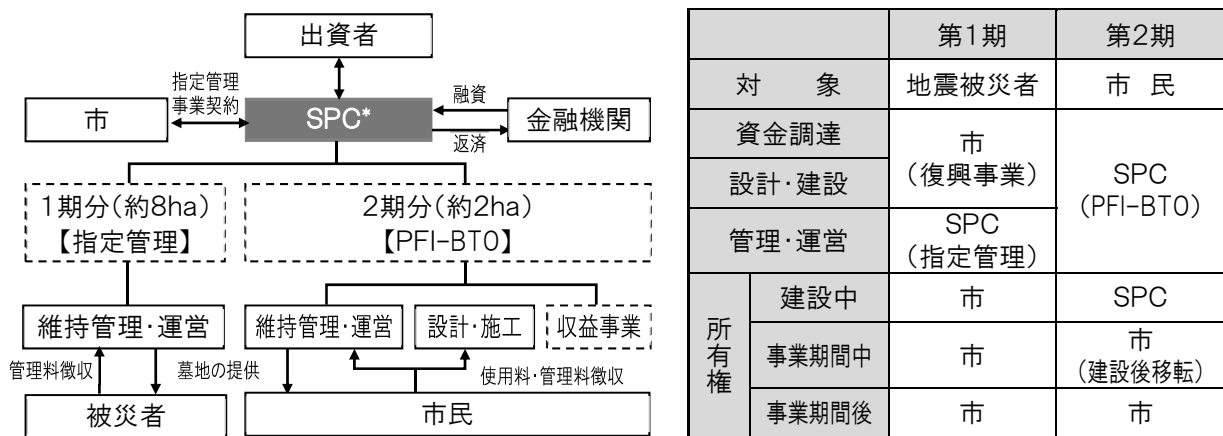 出資者
指定管理
事業契約
市
SPC*
融資
返済
金融機関
1期分(約8ha)
【指定管理】
2期分(約2ha)
【PFI-BTO】
維持管理・運営
維持管理・運営
設計・施工
収益事業
管理料徴収
墓地の提供
使用料・管理料徴収
被災者
市民
第1期
第2期
対 象
地震被災者
市 民
資金調達
市
(復興事業)
SPC
(PFI-BTO)
設計・建設
管理・運営
SPC
(指定管理)
所有権
建設中
市
SPC
事業期間中
市
市
(建設後移転)
事業期間後
市
市